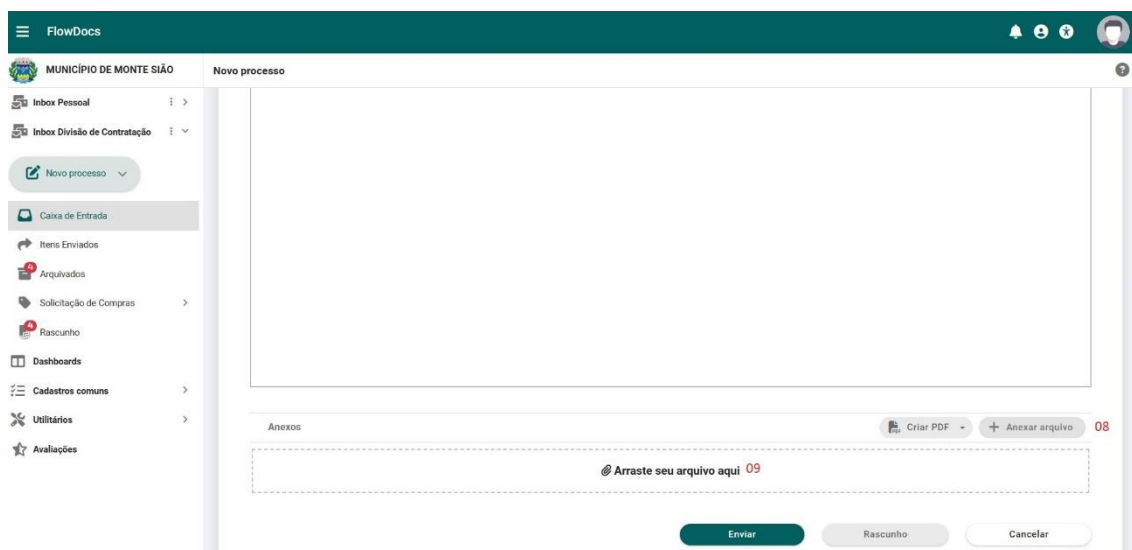 FlowDocs
MUNICÍPIO DE MONTE SIÃO
Novo processo
Inbox Pessoal
Inbox Divisão de Contratação
Novo processo
Caixa de Entrada
Itens Enviados
4
Arquivados
Solicitação de Compras
4
Rascunho
Dashboards
Cadastros comuns
Utilitários
Avaliações
Anexos
Criar PDF
+ Anexar arquivo 08
Arraste seu arquivo aqui 09
Enviar
Rascunho
Cancelar